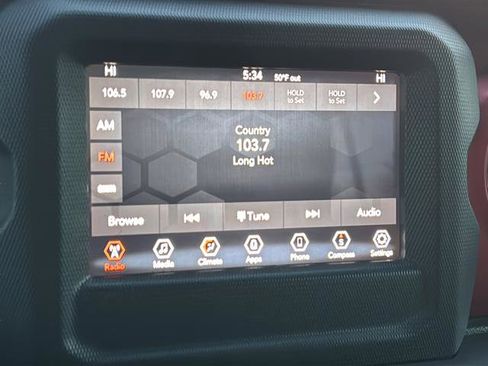 HI 5:34 50°F out HI
106.5 107.9 96.9 103.7 HOLD to Set HOLD to Set
AM
Country
103.7
FM
Long Hot
Browse Tune Audio
Radio Media Climate Apps Phone Compass Settings